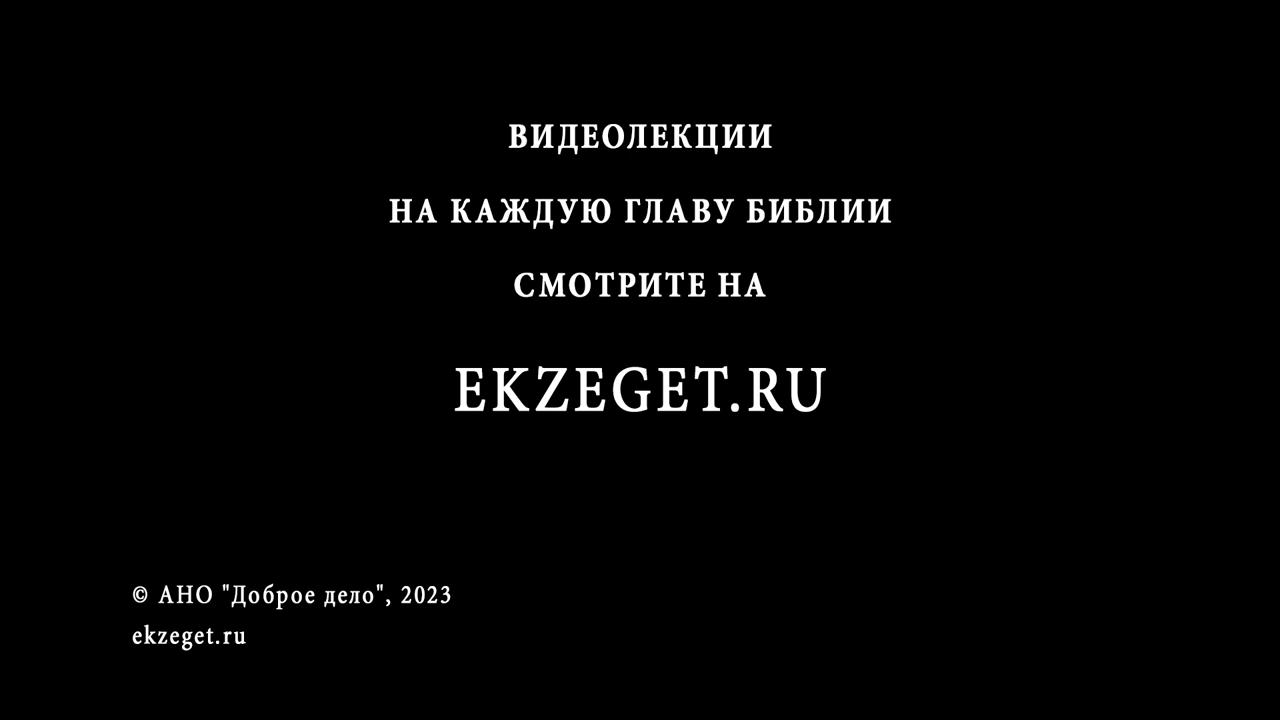 ВИДЕОЛЕКЦИИ
НА КАЖДУЮ ГЛАВУ БИБЛИИ
СМОТРИТЕ НА
EKZEGET.RU
© АНО "Доброе дело", 2023
ekzeget.ru